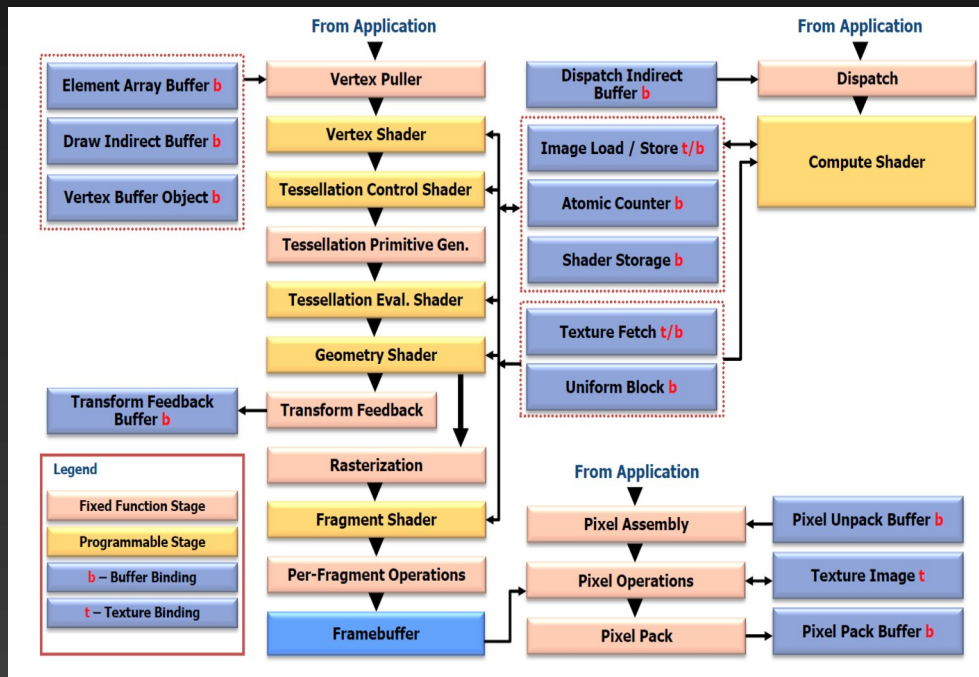 From Application
Element Array Buffer b
Draw Indirect Buffer b
Vertex Buffer Object b
Vertex Puller
Vertex Shader
Tessellation Control Shader
Tessellation Primitive Gen.
Tessellation Eval. Shader
Geometry Shader
Transform Feedback
Transform Feedback
Buffer b
Rasterization
Fragment Shader
Per-Fragment Operations
Framebuffer
Legend
Fixed Function Stage
Programmable Stage
b – Buffer Binding
t – Texture Binding
From Application
Dispatch Indirect
Buffer b
Dispatch
Image Load / Store t/b
Atomic Counter b
Shader Storage b
Compute Shader
Texture Fetch t/b
Uniform Block b
From Application
Pixel Assembly
Pixel Unpack Buffer b
Pixel Operations
Texture Image t
Pixel Pack
Pixel Pack Buffer b